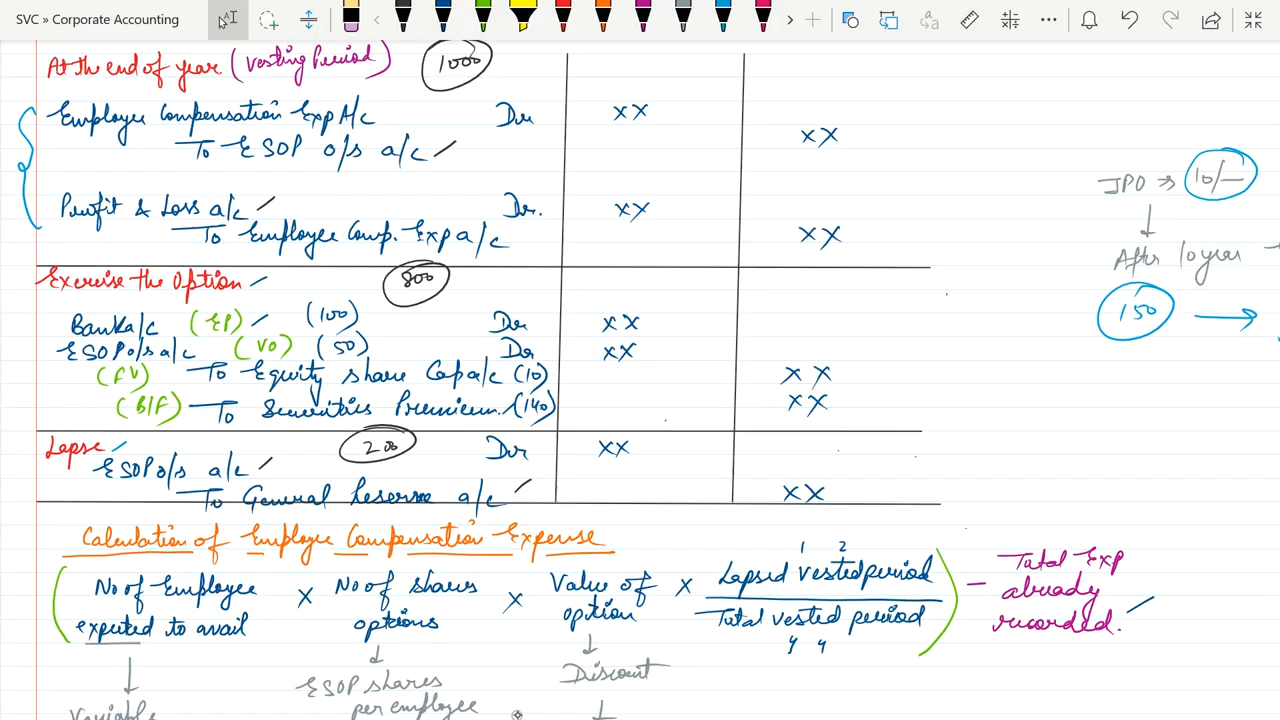 SVC » Corporate Accounting
At the end of year (Vesting Period) 1000
Employee Compensation Exp A/c Dr XX
To ESOP o/s a/c XX
Profit & Loss a/c Dr. XX
To Employee Comp. Exp a/c XX
IPO ⇒ 10/-
After 10 year
150 →
Exercise the Option 800
Bank a/c (EP) (100) Dr XX
ESOP o/s a/c (VO) (50) Dr XX
(FV) To Equity share Cap a/c (10) XX
(B/F) To Securities Premium (140) XX
Lapse 200 Dr XX
ESOP o/s a/c
To General Reserve a/c XX
Calculation of Employee Compensation Expense
1 2
(No of Employee × No of shares × Value of × Lapsed vested period) - Total Exp
expected to avail options option Total vested period already
recorded.
4 4
Discount
ESOP shares
per employee
Variable